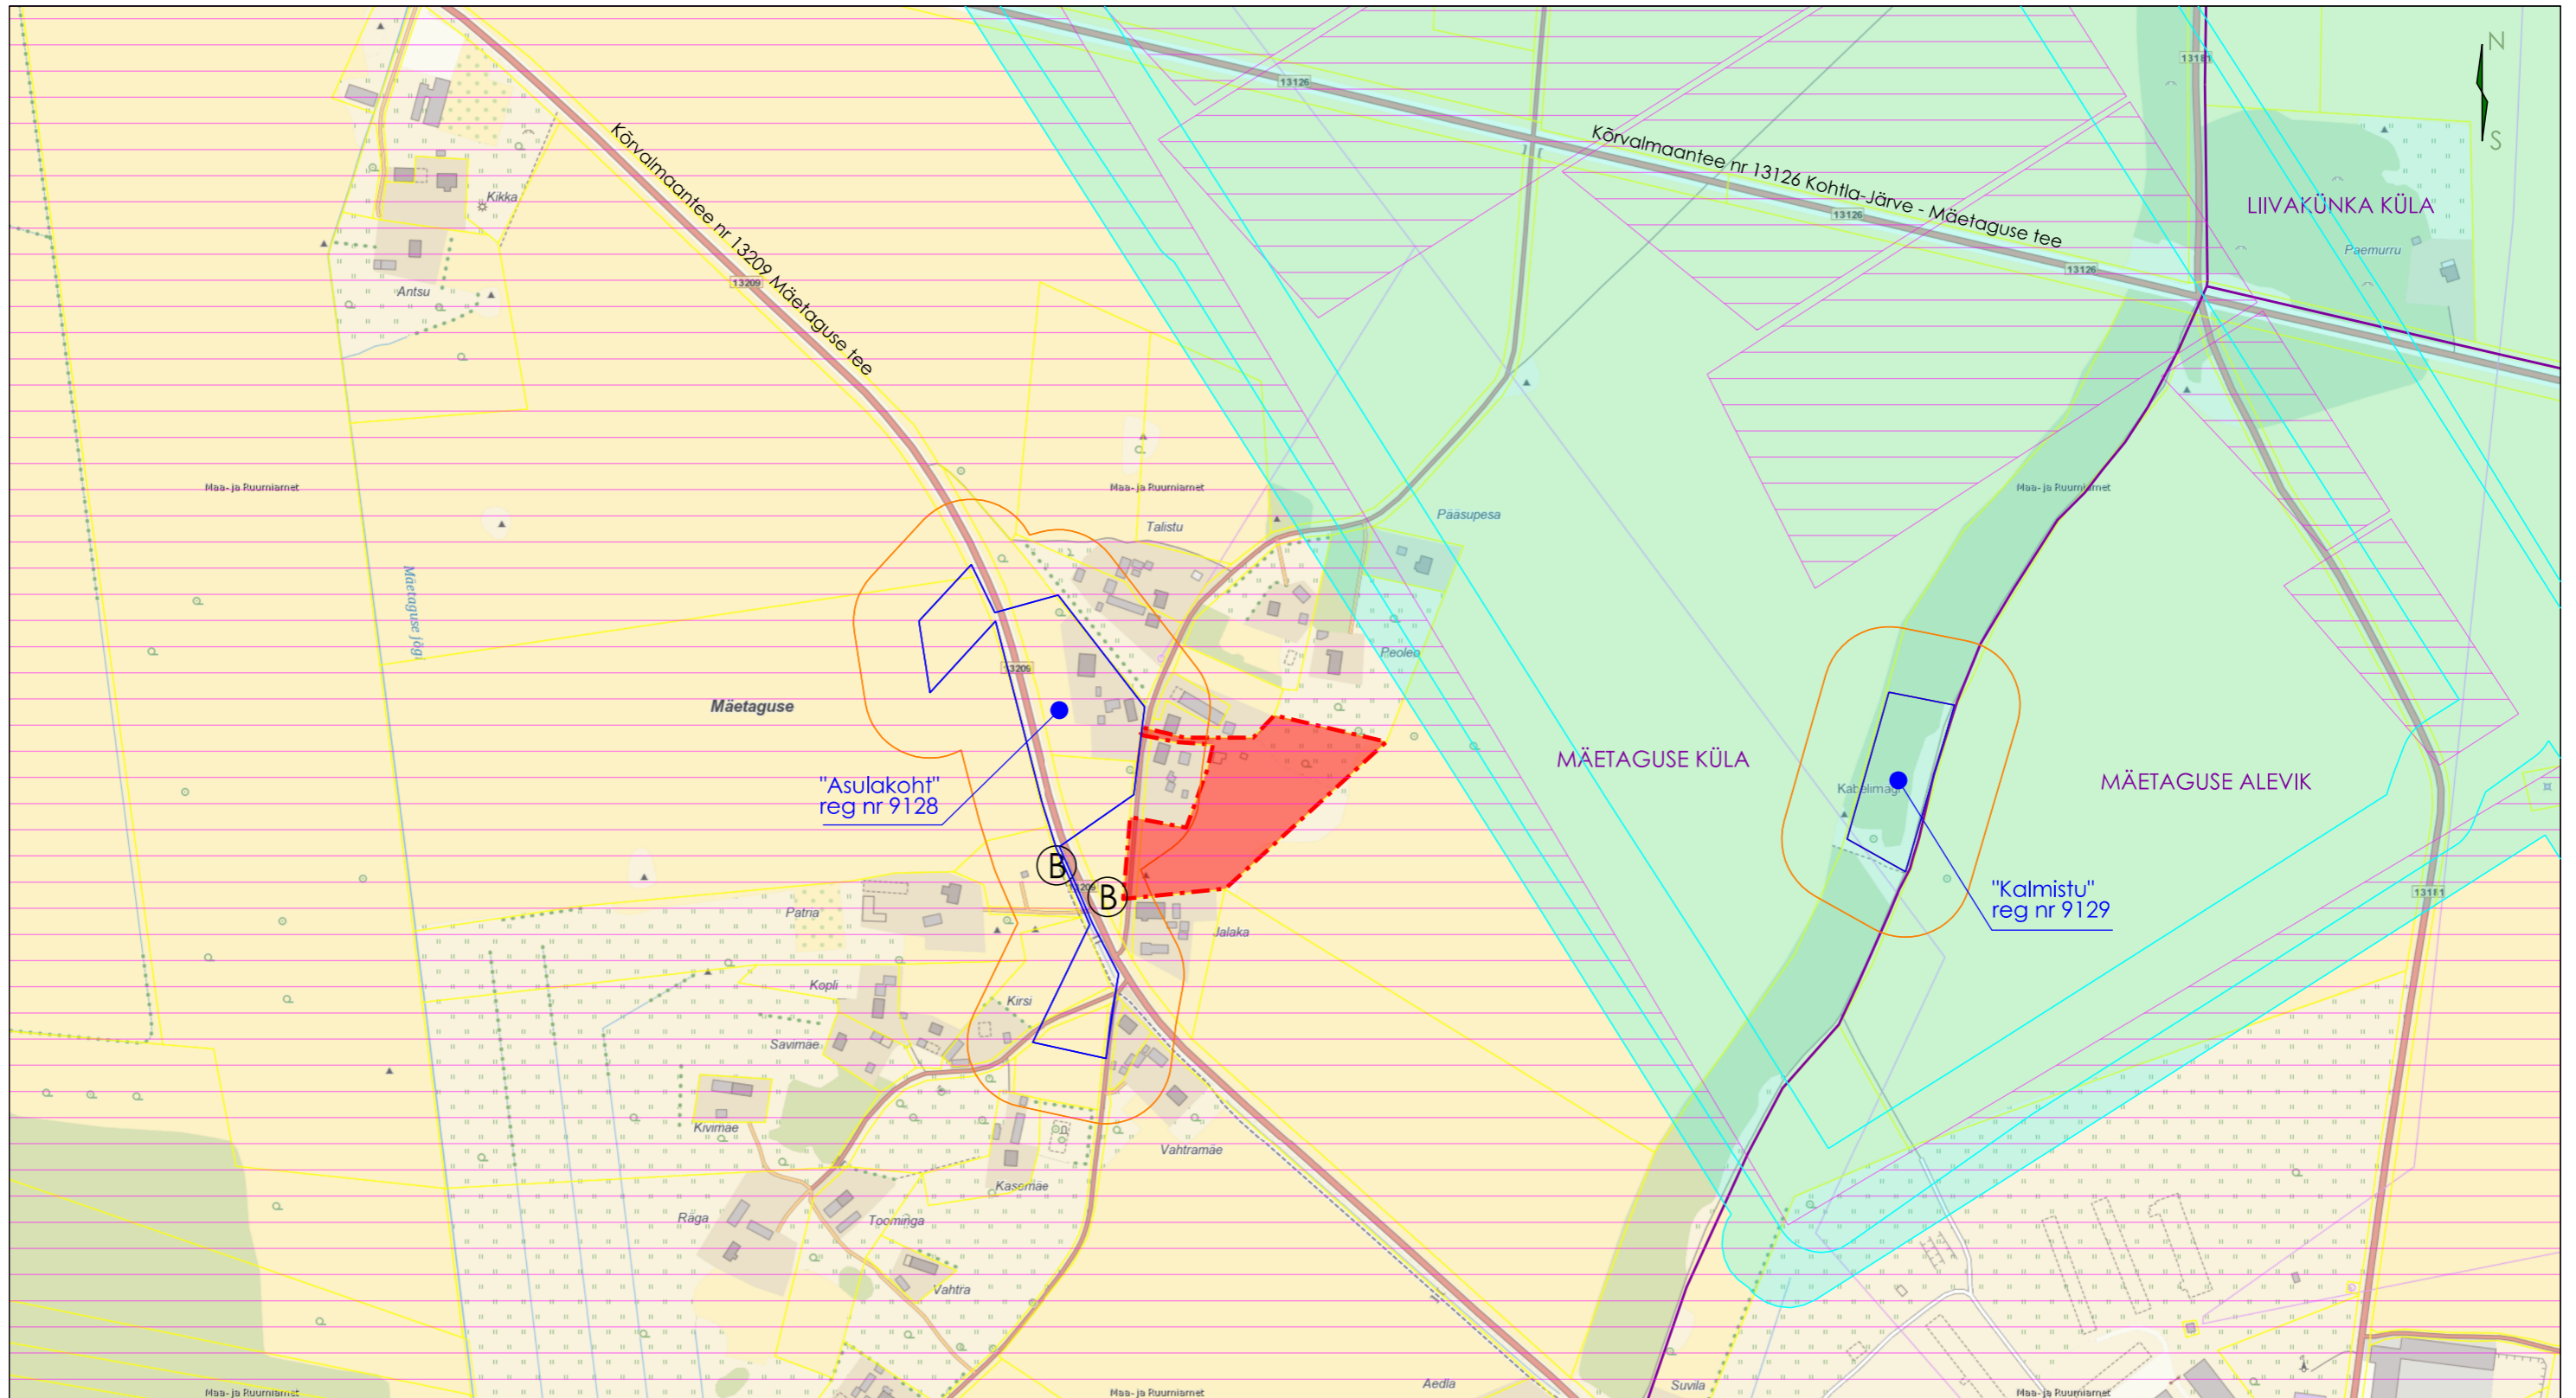 N
S
13126
13181
Kõrvalmaantee nr 13209 Mäetaguse tee
Kõrvalmaantee nr 13126 Kohtla-Järve - Mäetaguse tee
13126
13126
LIIVAKÜNKA KÜLA
Paemurru
Kikka
Antsu
13209
Maa- ja Ruumiamet
Maa- ja Ruumiamet
Maa- ja Ruumiamet
Talistu
Pääsupesa
Mäetaguse jõgi
Peoleo
Mäetaguse
MÄETAGUSE KÜLA
MÄETAGUSE ALEVIK
"Asulakoht"
reg nr 9128
Kabelimägi
B
B
13209
"Kalmistu"
reg nr 9129
13181
Patria
Jalaka
Kopli
Kirsi
Savimäe
Kivimäe
Vahtramäe
Kasemäe
Räga
Toominga
Vahtra
Aedla
Suvila
Maa- ja Ruumiamet
Maa- ja Ruumiamet
Maa- ja Ruumiamet